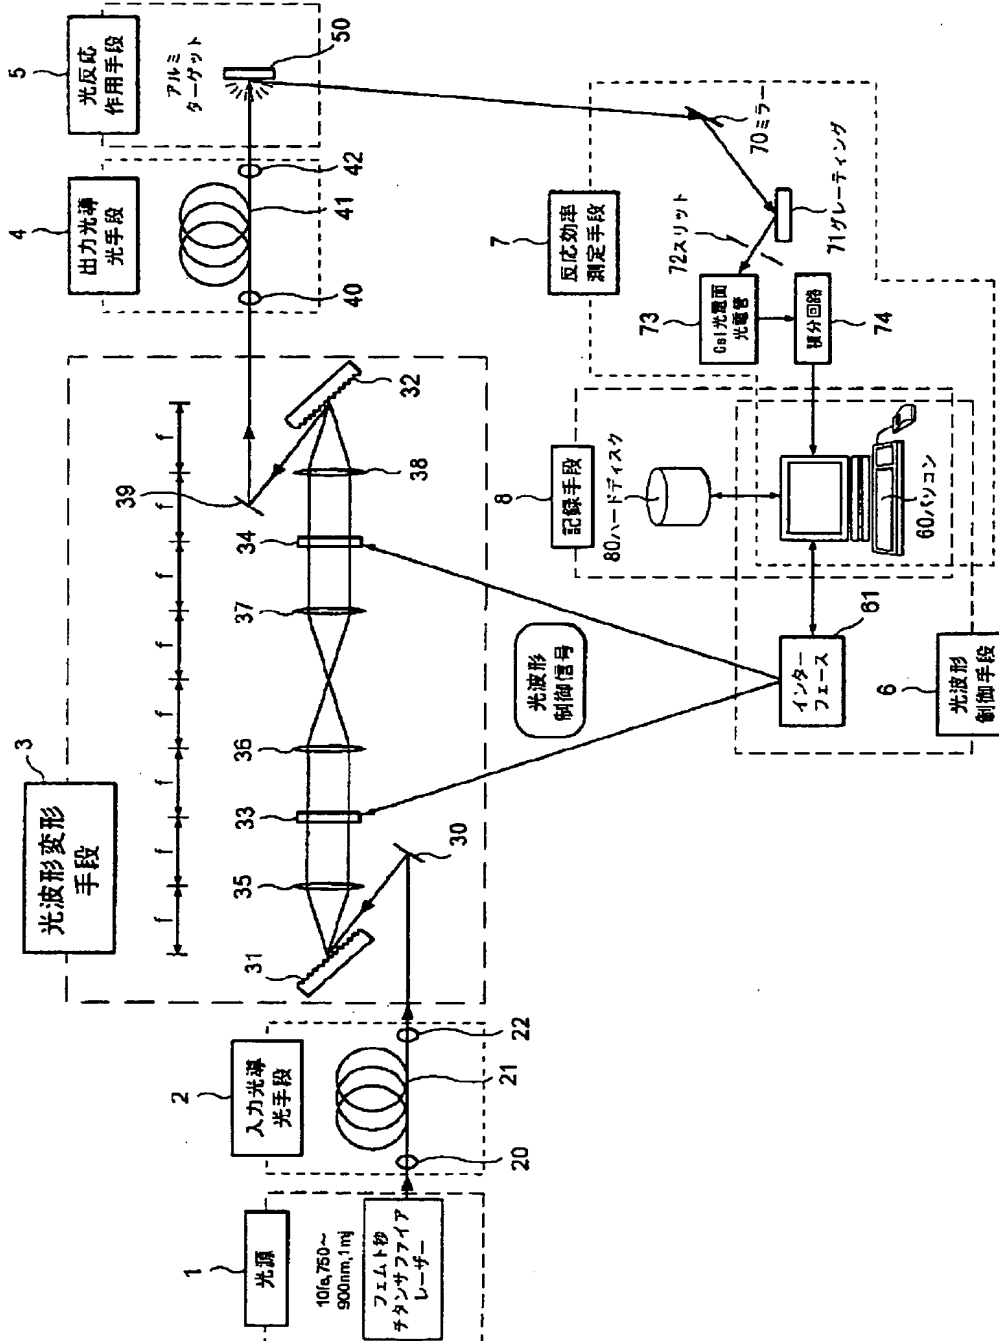 1
光源
10fs,750～
900nm,1mj
フェムト秒
チタンサファイア
レーザー
2
入力光導
光手段
20
21
22
3
光波形変形
手段
f
f
f
f
f
f
f
f
30
31
32
33
34
35
36
37
38
39
4
出力光導
光手段
40
41
42
5
光反応
作用手段
アルミ
ターゲット
50
光波形
制御信号
6
光波形
制御手段
インター
フェース
61
60パソコン
8
記録手段
80ハードディスク
7
反応効率
測定手段
70ミラー
71グレーティング
72スリット
73
CsI光電面
光電管
積分回路
74